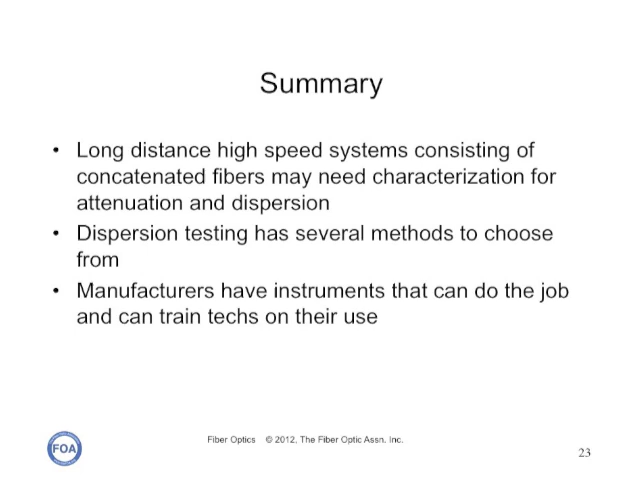 Summary
• Long distance high speed systems consisting of
concatenated fibers may need characterization for
attenuation and dispersion
• Dispersion testing has several methods to choose
from
• Manufacturers have instruments that can do the job
and can train techs on their use
FOA
Fiber Optics © 2012, The Fiber Optic Assn. Inc.
23